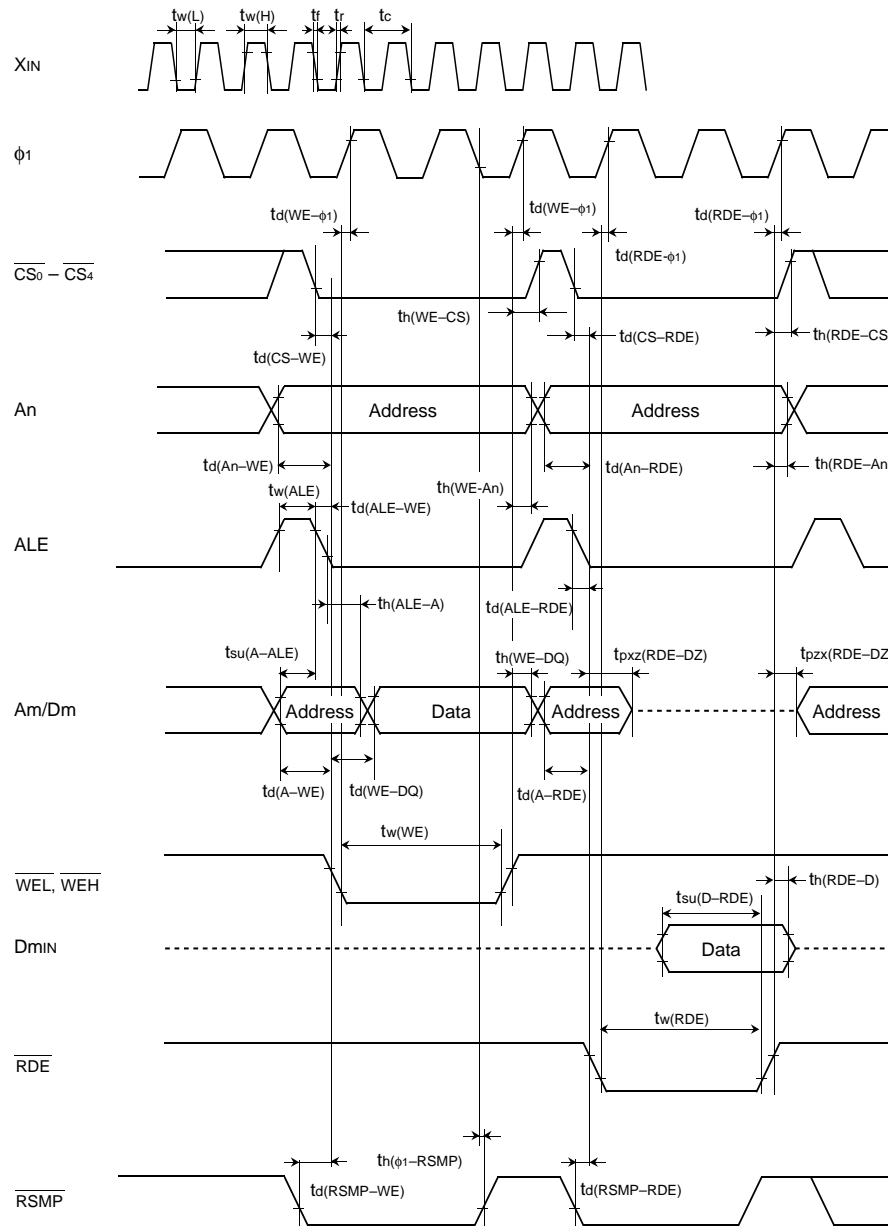 tw(L) tw(H) tf tr tc
XIN
ϕ1
td(WE–ϕ1) td(WE–ϕ1) td(RDE–ϕ1)
td(RDE-ϕ1)
CS0 – CS4
th(WE–CS) td(CS–RDE) th(RDE–CS
td(CS–WE)
An Address Address
td(An–WE) td(An–RDE) th(RDE–An
th(WE-An)
tw(ALE) td(ALE–WE)
ALE
th(ALE–A) td(ALE–RDE)
tsu(A–ALE) th(WE–DQ) tpxz(RDE–DZ) tpzx(RDE–DZ
Am/Dm Address Data Address Address
td(A–WE) td(WE–DQ) td(A–RDE)
tw(WE)
WEL, WEH th(RDE–D)
tsu(D–RDE)
DmIN Data
tw(RDE)
RDE
th(ϕ1–RSMP)
RSMP td(RSMP–WE) td(RSMP–RDE)